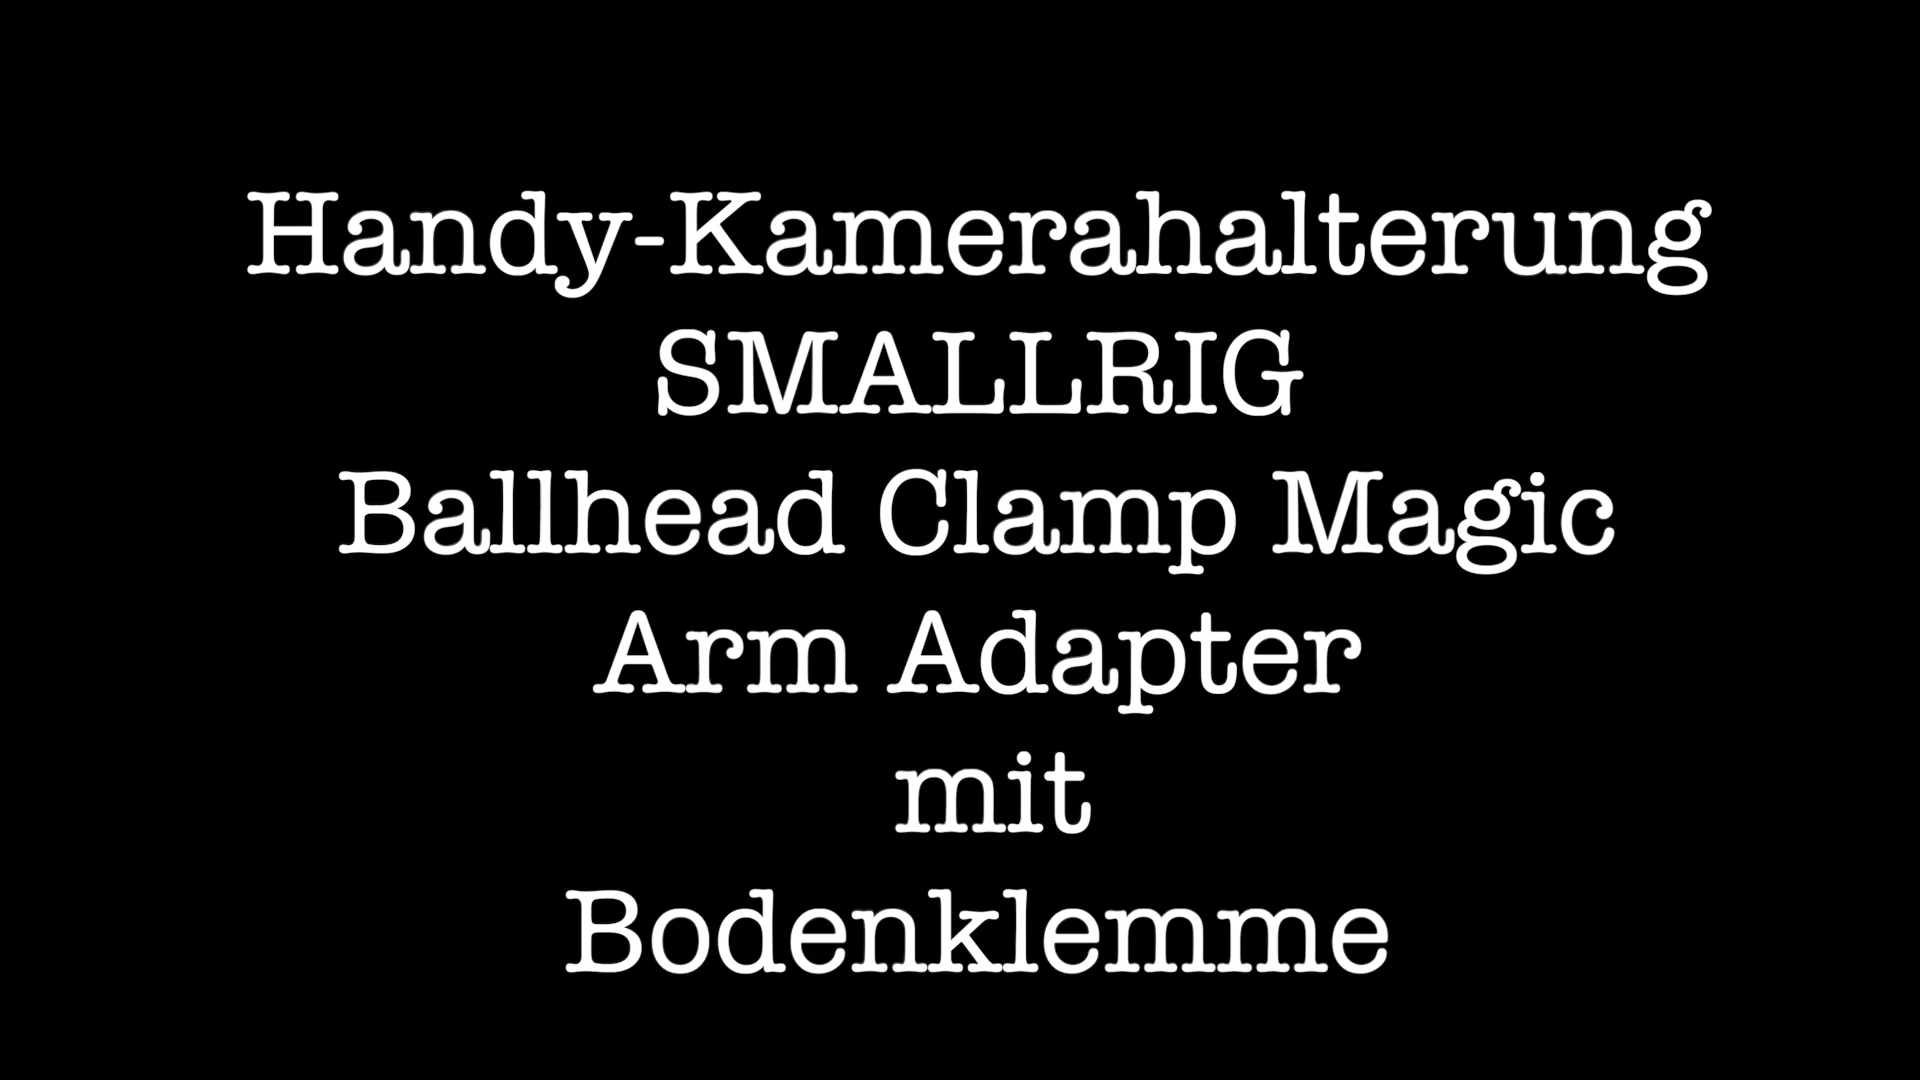 Handy-Kamerahalterung
SMALLRIG
Ballhead Clamp Magic
Arm Adapter
mit
Bodenklemme